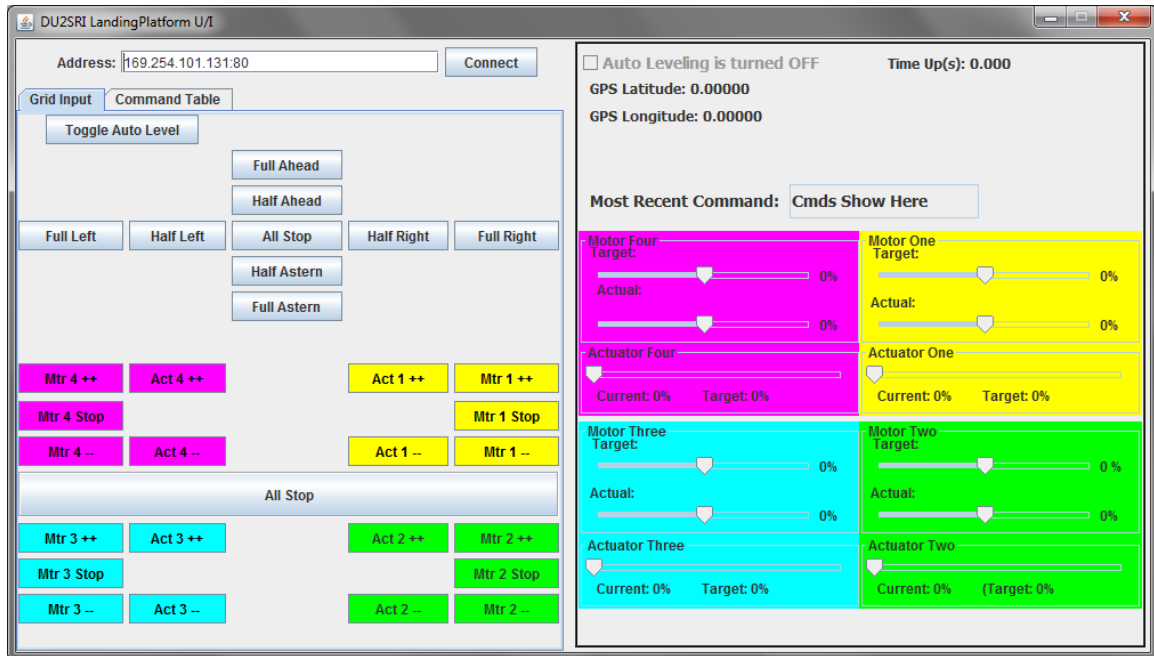 DU2SRI LandingPlatform U/I
Address: 169.254.101.131:80 Connect
Grid Input Command Table
Toggle Auto Level
Full Ahead
Half Ahead
Full Left Half Left All Stop Half Right Full Right
Half Astern
Full Astern
Mtr 4 ++ Act 4 ++ Act 1 ++ Mtr 1 ++
Mtr 4 Stop Mtr 1 Stop
Mtr 4 -- Act 4 -- Act 1 -- Mtr 1 --
All Stop
Mtr 3 ++ Act 3 ++ Act 2 ++ Mtr 2 ++
Mtr 3 Stop Mtr 2 Stop
Mtr 3 -- Act 3 -- Act 2 -- Mtr 2 --
Auto Leveling is turned OFF Time Up(s): 0.000
GPS Latitude: 0.00000
GPS Longitude: 0.00000
Most Recent Command: Cmds Show Here
Motor Four
Target:
0%
Actual:
0%
Actuator Four
Current: 0% Target: 0%
Motor One
Target:
0%
Actual:
0%
Actuator One
Current: 0% Target: 0%
Motor Three
Target:
0%
Actual:
0%
Actuator Three
Current: 0% Target: 0%
Motor Two
Target:
0 %
Actual:
0%
Actuator Two
Current: 0% (Target: 0%